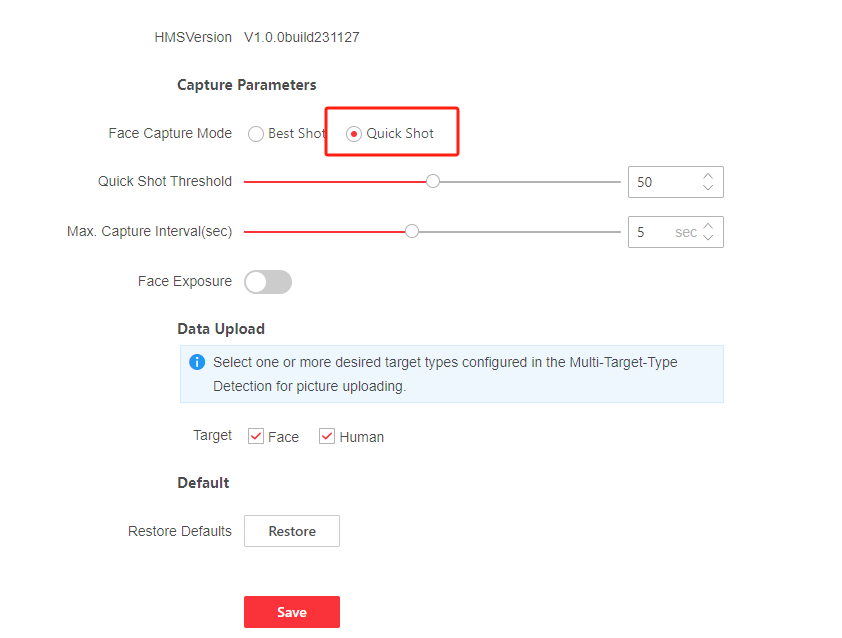 HMSVersion V1.0.0build231127
Capture Parameters
Face Capture Mode Best Shot Quick Shot
Quick Shot Threshold 50
Max. Capture Interval(sec) 5 sec
Face Exposure
Data Upload
Select one or more desired target types configured in the Multi-Target-Type
Detection for picture uploading.
Target Face Human
Default
Restore Defaults Restore
Save